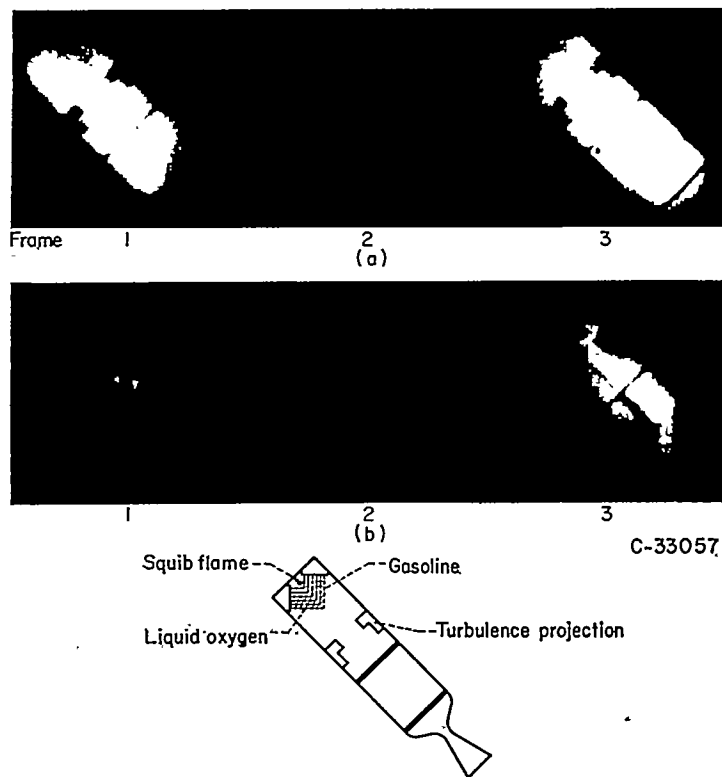 Frame 1 2 3
(a)
1 2 3
(b)
C-33057
Squib flame Gasoline
Liquid oxygen Turbulence projection